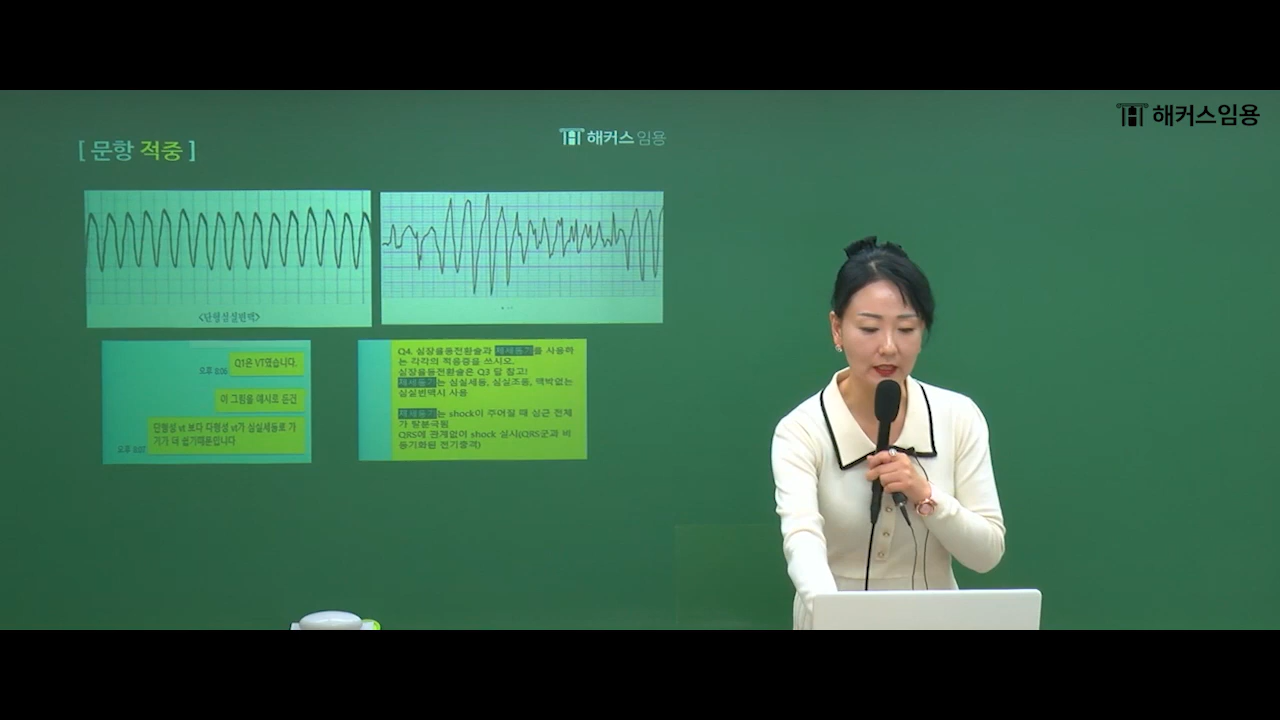 해커스임용
[ 문항 적중 ]
해커스 임용
<단형심실빈맥>
Q1은 VT였습니다.
오후 8:06
이 그림을 예시로 든건
단형성 vt 보다 다형성 vt가 심실세동로 가
기가 더 쉽기때문입니다
오후 8:07
Q4. 심장율동전환술과 제세동기를 사용하
는 각각의 적응증을 쓰시오.
심장율동전환술은 Q3 답 참고!
제세동기는 심실세동, 심실조동, 맥박없는
심실빈맥시 사용
제세동기는 shock이 주어질 때 심근 전체
가 탈분극됨
QRS에 관계없이 shock 실시(QRS군과 비
동기화된 전기충격)